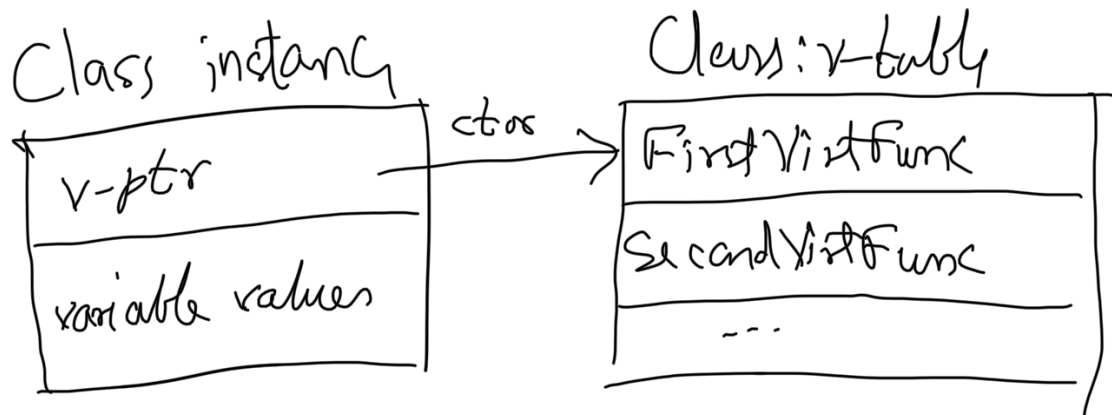 Class instanc
Class: v-table
ctor
v-ptr
FirstVirtFunc
SecondVirtFunc
variable values
...